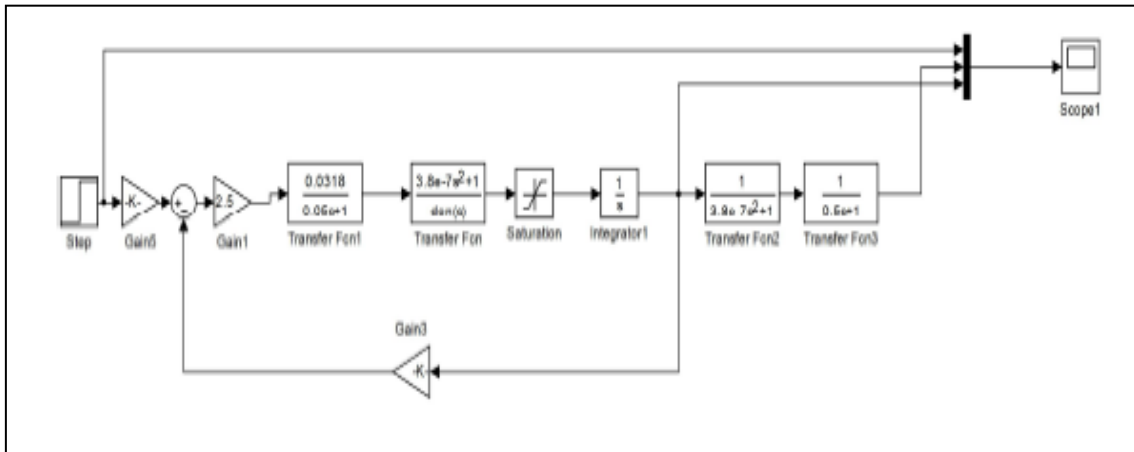 Scope1
Step
-K-
Gain5
+
-
2.5
Gain1
0.0318
0.05s+1
Transfer Fcn1
3.8e-7s²+1
den(s)
Transfer Fcn
Saturation
1
s
Integrator1
1
3.8e-7s²+1
Transfer Fcn2
1
0.5s+1
Transfer Fcn3
Gain3
-K-